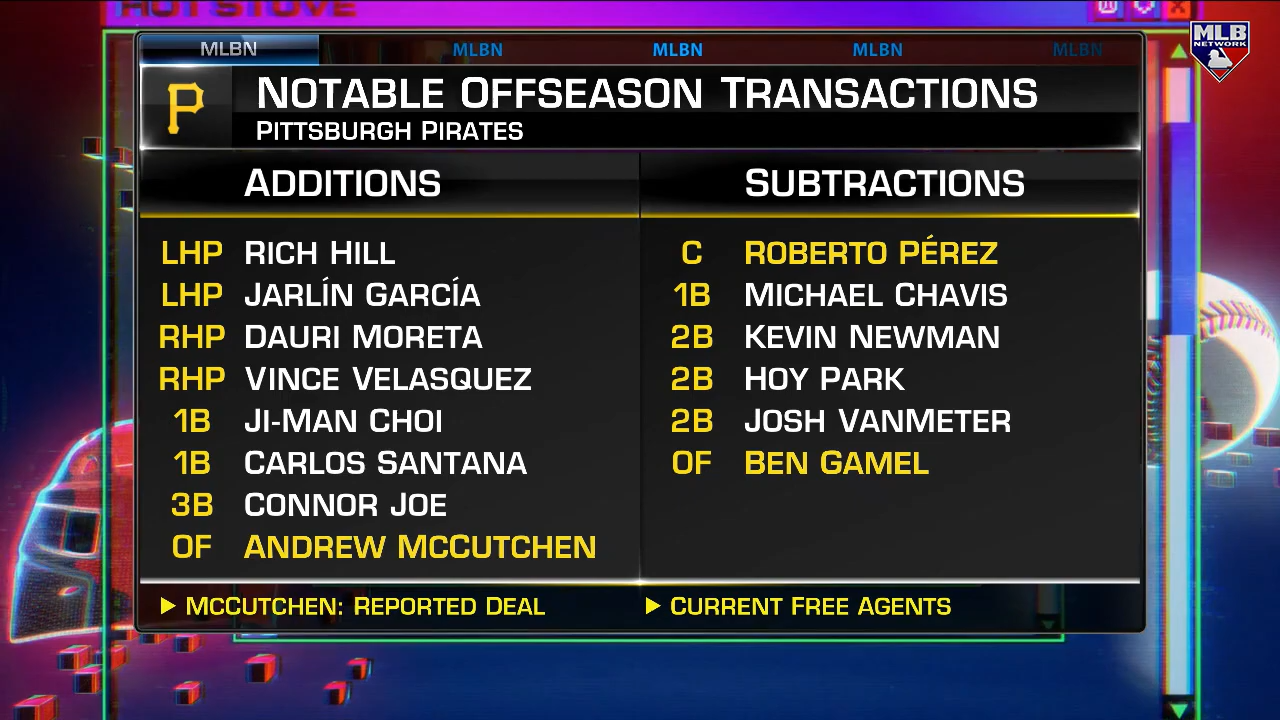 HOT STOVE
MLBN MLBN MLBN MLBN MLBN
MLB
NETWORK
P
NOTABLE OFFSEASON TRANSACTIONS
PITTSBURGH PIRATES
ADDITIONS
LHP RICH HILL
LHP JARLÍN GARCÍA
RHP DAURI MORETA
RHP VINCE VELASQUEZ
1B JI-MAN CHOI
1B CARLOS SANTANA
3B CONNOR JOE
OF ANDREW MCCUTCHEN
MCCUTCHEN: REPORTED DEAL
SUBTRACTIONS
C ROBERTO PÉREZ
1B MICHAEL CHAVIS
2B KEVIN NEWMAN
2B HOY PARK
2B JOSH VANMETER
OF BEN GAMEL
CURRENT FREE AGENTS